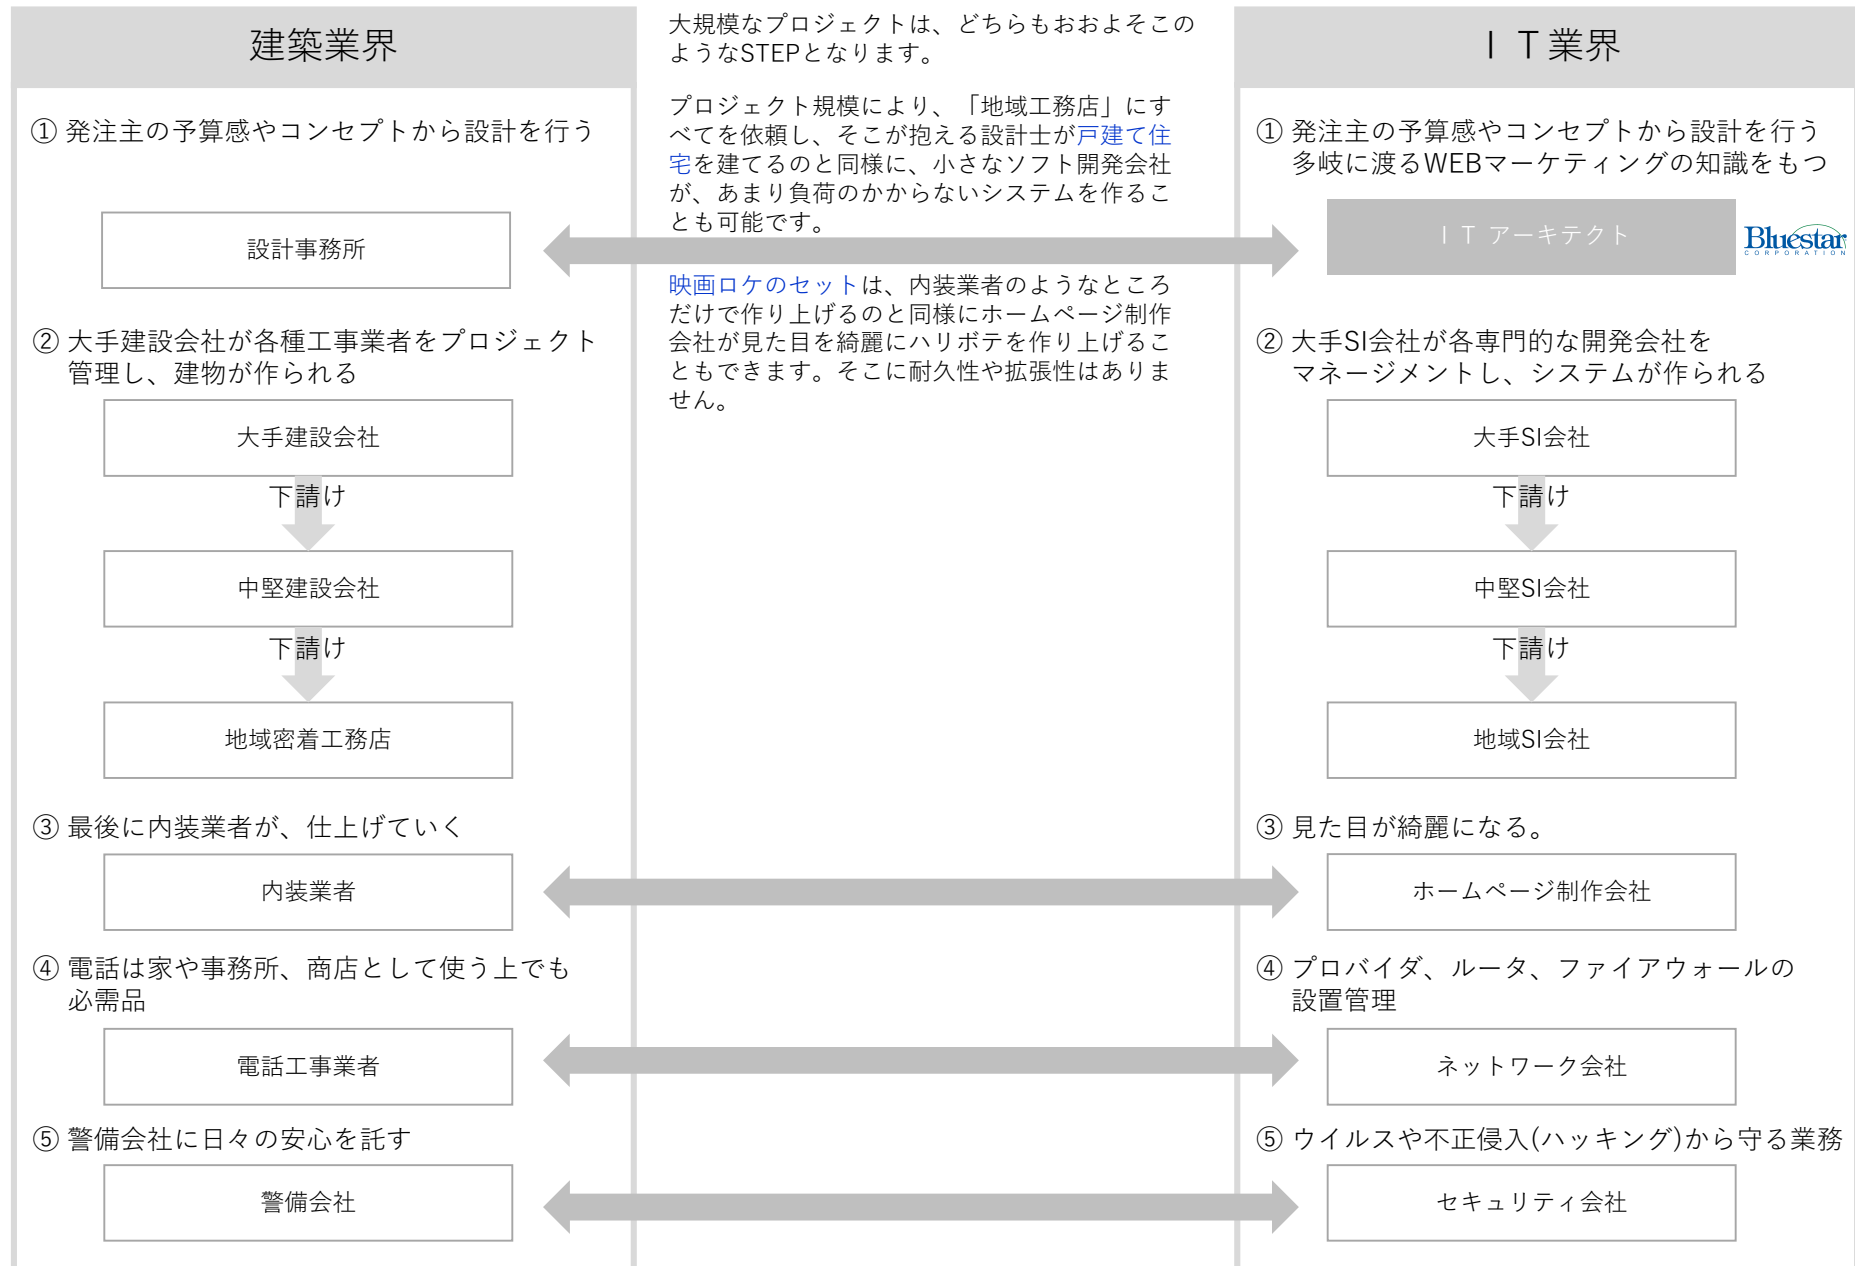 建築業界
① 発注主の予算感やコンセプトから設計を行う
設計事務所
② 大手建設会社が各種工事業者をプロジェクト
管理し、建物が作られる
大手建設会社
下請け
中堅建設会社
下請け
地域密着工務店
③ 最後に内装業者が、仕上げていく
内装業者
④ 電話は家や事務所、商店として使う上でも
必需品
電話工事業者
⑤ 警備会社に日々の安心を託す
警備会社
大規模なプロジェクトは、どちらもおおよそこの
ようなSTEPとなります。
プロジェクト規模により、「地域工務店」にす
べてを依頼し、そこが抱える設計士が戸建て住
宅を建てるのと同様に、小さなソフト開発会社
が、あまり負荷のかからないシステムを作るこ
とも可能です。
映画ロケのセットは、内装業者のようなところ
だけで作り上げるのと同様にホームページ制作
会社が見た目を綺麗にハリボテを作り上げるこ
ともできます。そこに耐久性や拡張性はありま
せん。
ＩＴ業界
① 発注主の予算感やコンセプトから設計を行う
多岐に渡るWEBマーケティングの知識をもつ
ＩＴ アーキテクト
Bluestar
CORPORATION
② 大手SI会社が各専門的な開発会社を
マネージメントし、システムが作られる
大手SI会社
下請け
中堅SI会社
下請け
地域SI会社
③ 見た目が綺麗になる。
ホームページ制作会社
④ プロバイダ、ルータ、ファイアウォールの
設置管理
ネットワーク会社
⑤ ウイルスや不正侵入(ハッキング)から守る業務
セキュリティ会社